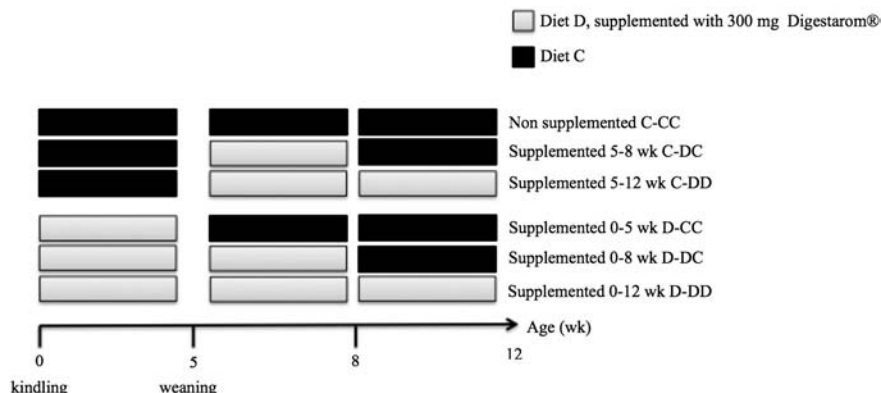 Diet D, supplemented with 300 mg Digestarom®
Diet C
Non supplemented C-CC
Supplemented 5-8 wk C-DC
Supplemented 5-12 wk C-DD
Supplemented 0-5 wk D-CC
Supplemented 0-8 wk D-DC
Supplemented 0-12 wk D-DD
Age (wk)
0 5 8 12
kindling weaning